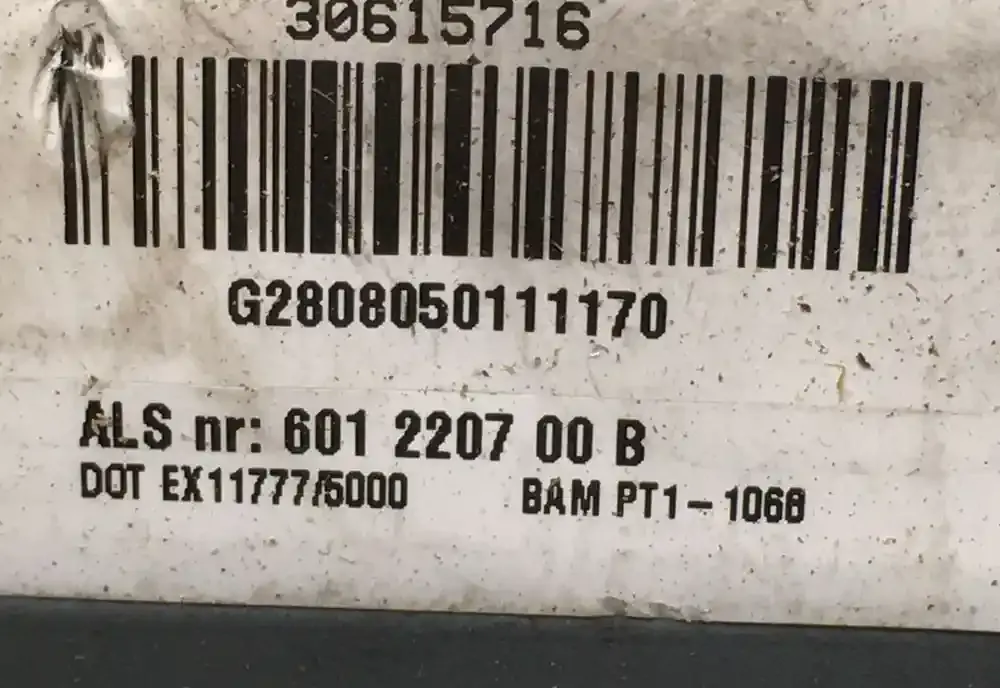 30615716
G2808050111170
ALS nr: 601 2207 00 B
DOT EX11777/5000 BAM PT1-1068